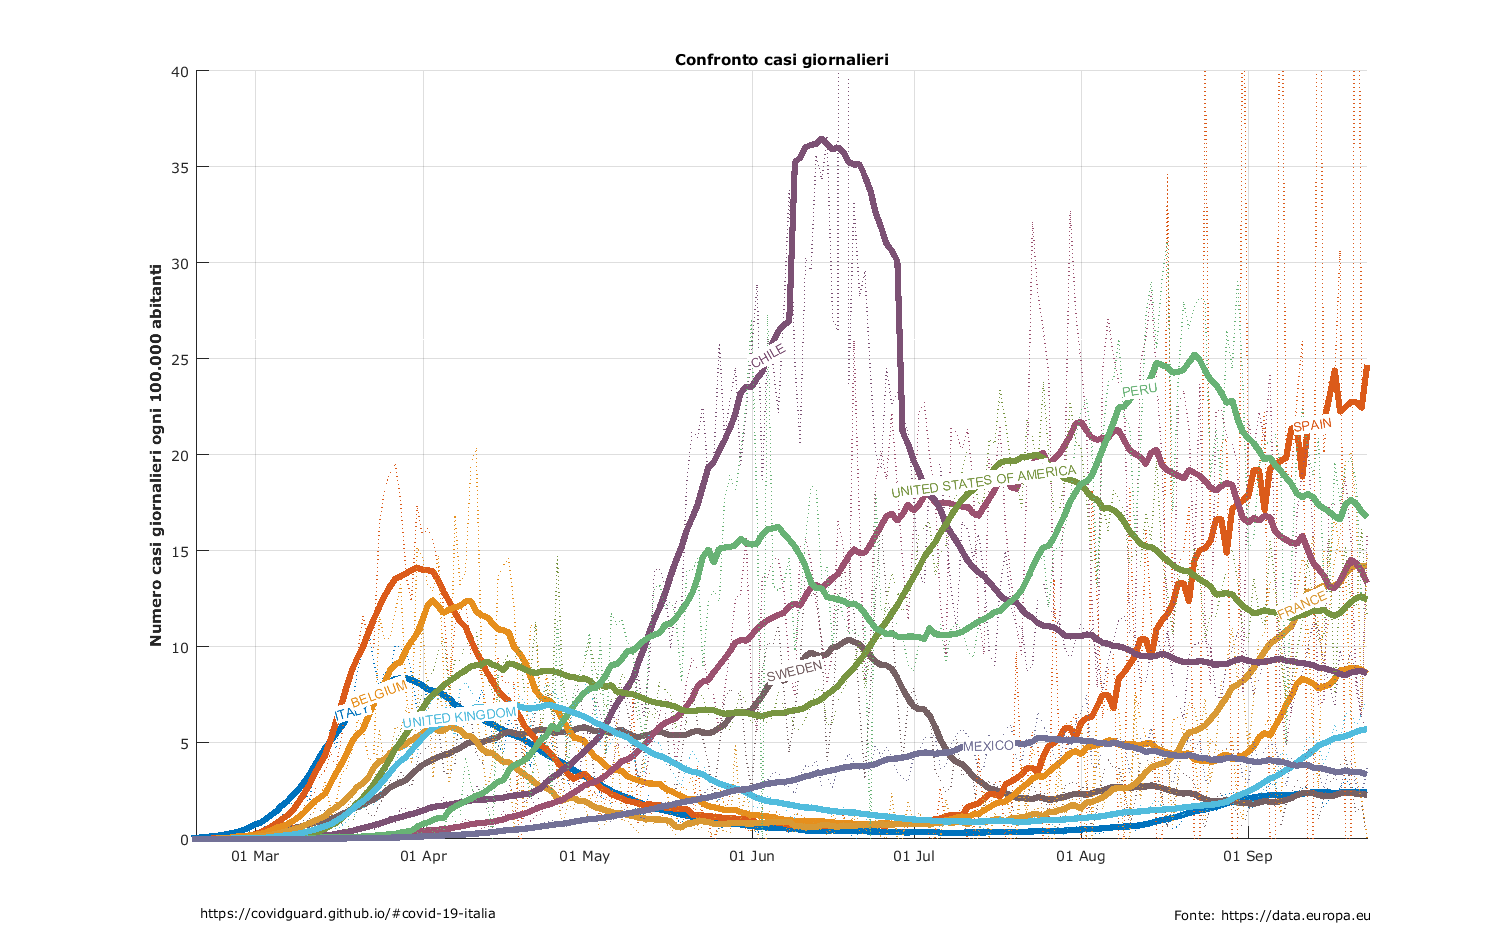 Confronto casi giornalieri
Numero casi giornalieri ogni 100.000 abitanti
40
35
30
25
20
15
10
5
0
CHILE
PERU
SPAIN
UNITED STATES OF AMERICA
FRANCE
SWEDEN
BELGIUM
UNITED KINGDOM
MEXICO
01 Mar
01 Apr
01 May
01 Jun
01 Jul
01 Aug
01 Sep
https://covidguard.github.io/#covid-19-italia
Fonte: https://data.europa.eu